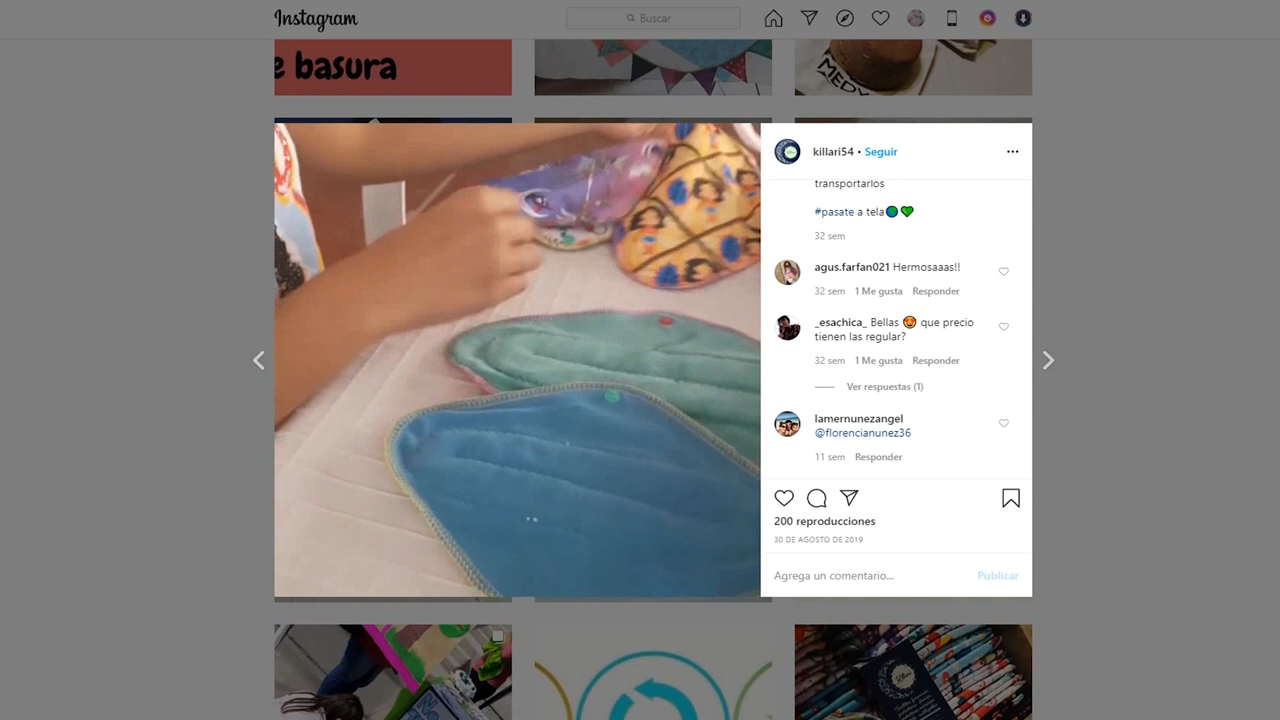 Instagram
Buscar
e basura
MEDY
killari54 • Seguir
transportarlos
#pasate a tela
32 sem
agus.farfan021 Hermosaaas!!
32 sem 1 Me gusta Responder
_esachica_ Bellas 😍 que precio
tienen las regular?
32 sem 1 Me gusta Responder
Ver respuestas (1)
lamernunezangel
@florencianunez36
11 sem Responder
200 reproducciones
30 DE AGOSTO DE 2019
Agrega un comentario... Publicar